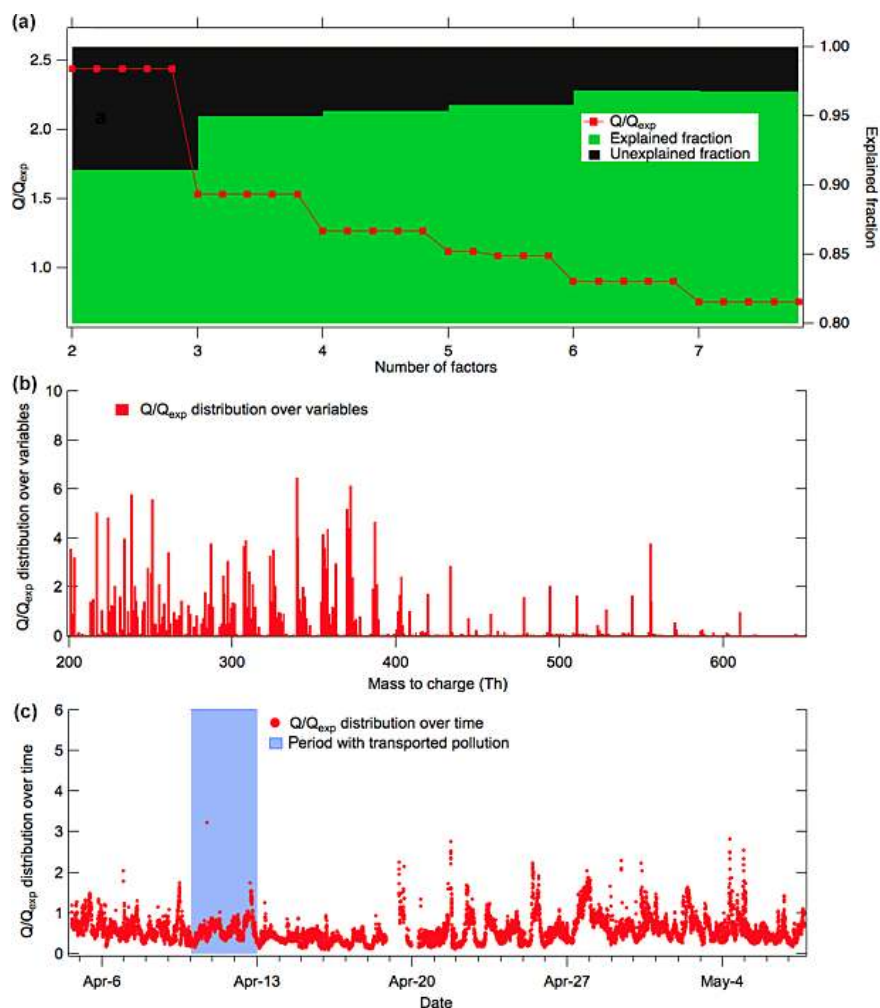 (a)
2.5
2.0
1.5
1.0
Q/Qexp
a
Q/Qexp
Explained fraction
Unexplained fraction
1.00
0.95
0.90
0.85
0.80
Explained fraction
2 3 4 5 6 7
Number of factors
(b)
10
8
6
4
2
0
Q/Qexp distribution over variables
Q/Qexp distribution over variables
200 300 400 500 600
Mass to charge (Th)
(c)
6
5
4
3
2
1
0
Q/Qexp distribution over time
Q/Qexp distribution over time
Period with transported pollution
Apr-6 Apr-13 Apr-20 Apr-27 May-4
Date